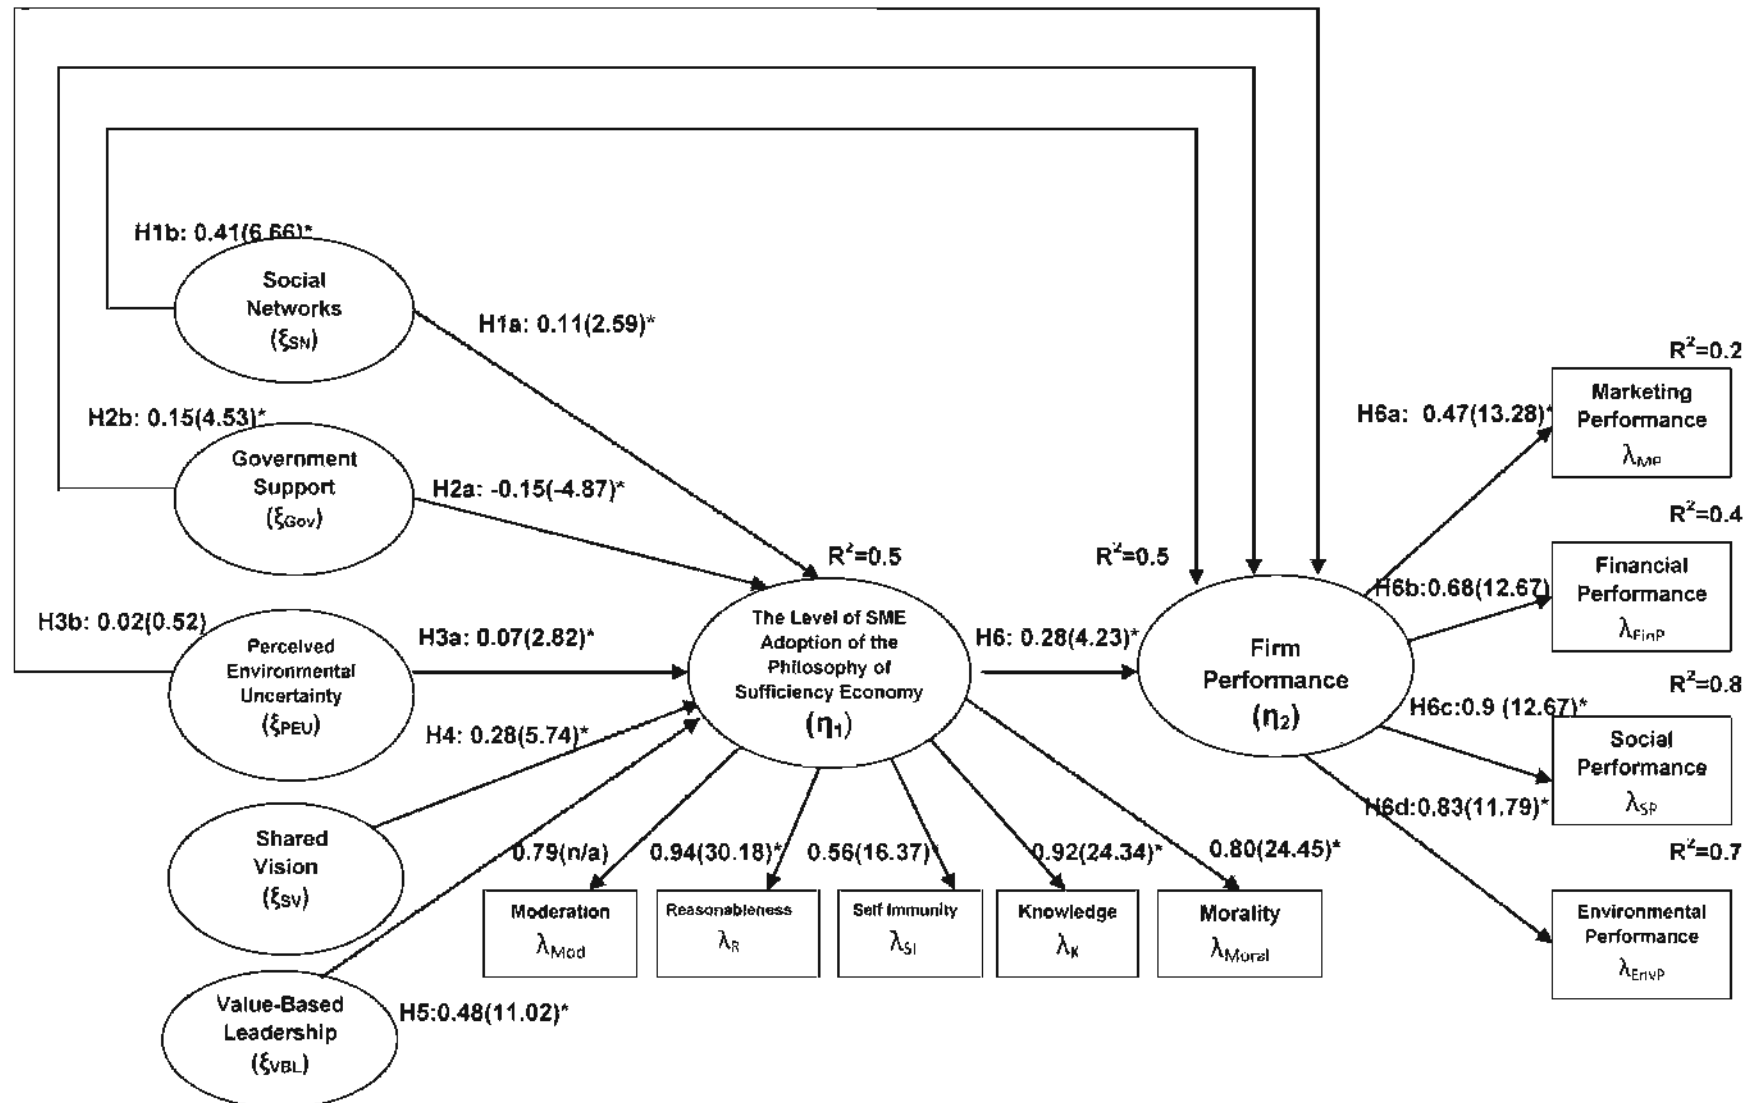 H1b: 0.41(6.66)*
Social
Networks
(ξSN)
H1a: 0.11(2.59)*
H2b: 0.15(4.53)*
Government
Support
(ξGov)
H2a: -0.15(-4.87)*
H3b: 0.02(0.52)
Perceived
Environmental
Uncertainty
(ξPEU)
H3a: 0.07(2.82)*
H4: 0.28(5.74)*
Shared
Vision
(ξSV)
Value-Based
Leadership
(ξVBL)
H5:0.48(11.02)*
R²=0.5
The Level of SME
Adoption of the
Philosophy of
Sufficiency Economy
(η₁)
H6: 0.28(4.23)*
R²=0.5
Firm
Performance
(η₂)
0.79(n/a)
0.94(30.18)*
0.56(16.37)*
0.92(24.34)*
0.80(24.45)*
Moderation
λMod
Reasonableness
λR
Self Immunity
λSI
Knowledge
λK
Morality
λMoral
R²=0.2
H6a: 0.47(13.28)*
Marketing
Performance
λMP
R²=0.4
H6b:0.68(12.67)
Financial
Performance
λFinP
R²=0.8
H6c:0.9 (12.67)*
Social
Performance
λSP
H6d:0.83(11.79)*
R²=0.7
Environmental
Performance
λEnvP